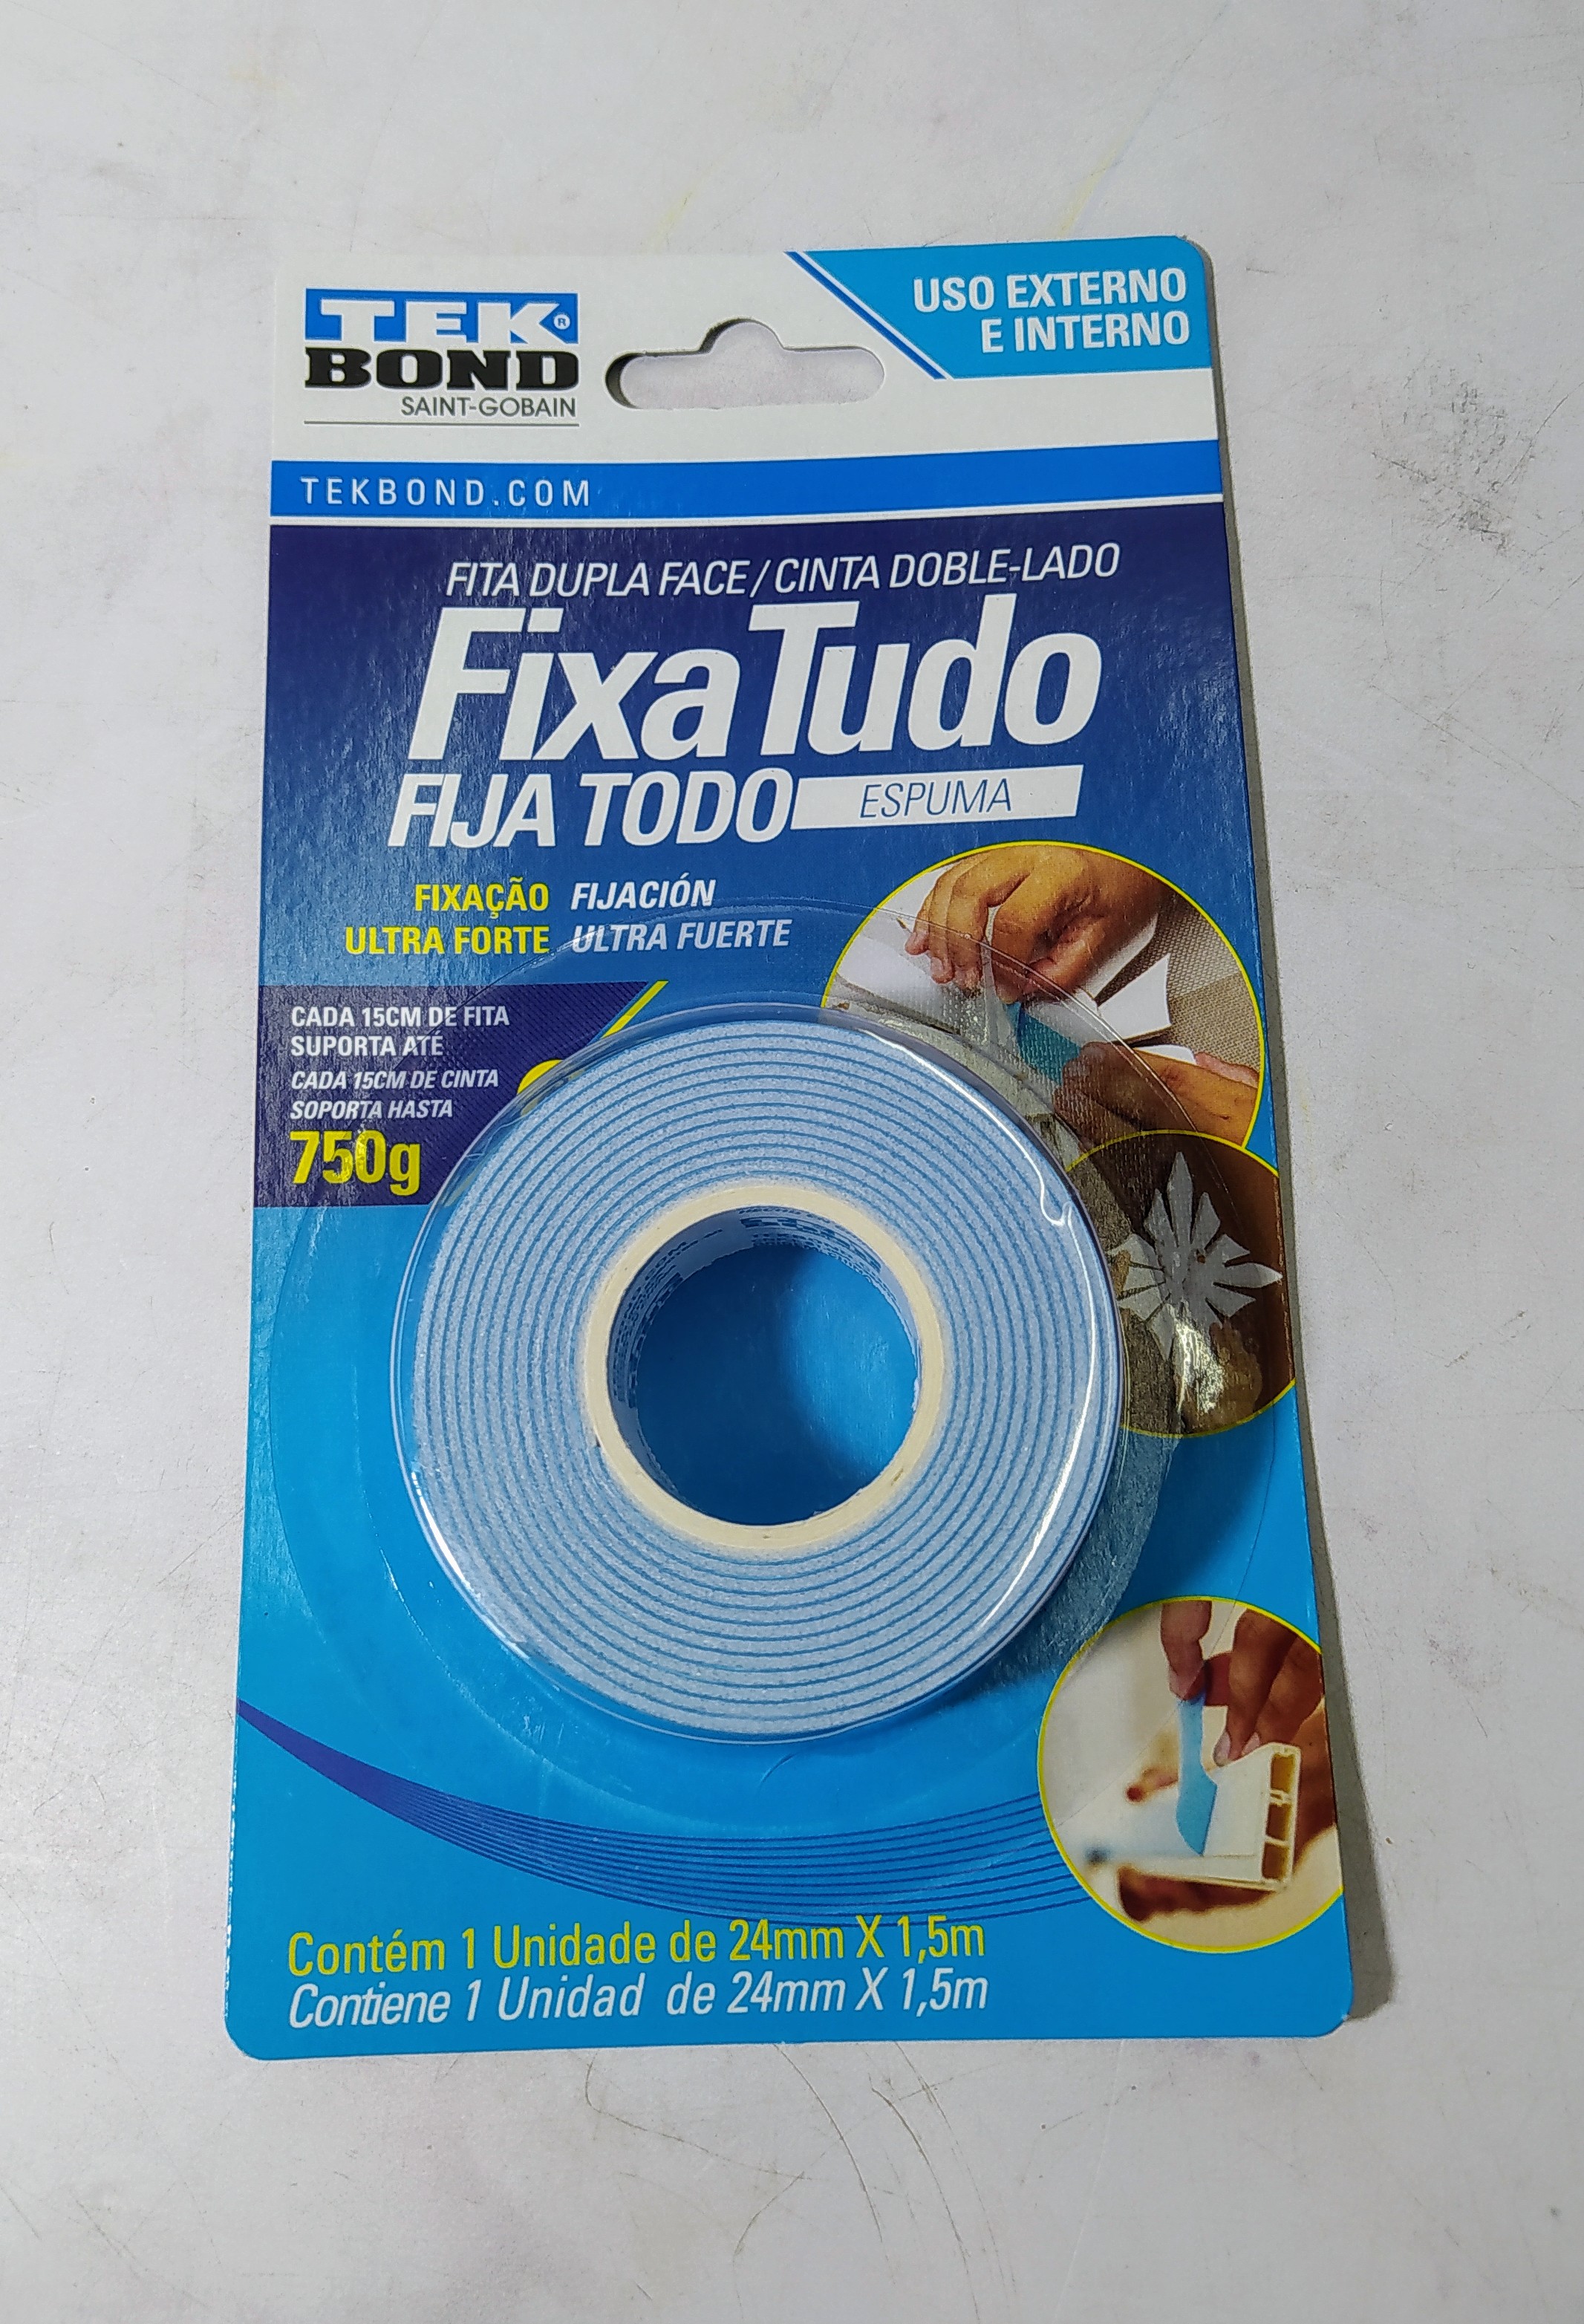 TEK®
BOND
SAINT-GOBAIN
USO EXTERNO
E INTERNO
TEKBOND.COM
FITA DUPLA FACE / CINTA DOBLE-LADO
FixaTudo
FIJA TODO ESPUMA
FIXAÇÃO FIJACIÓN
ULTRA FORTE ULTRA FUERTE
CADA 15CM DE FITA
SUPORTA ATÉ
CADA 15CM DE CINTA
SOPORTA HASTA
750g
Contém 1 Unidade de 24mm X 1,5m
Contiene 1 Unidad de 24mm X 1,5m